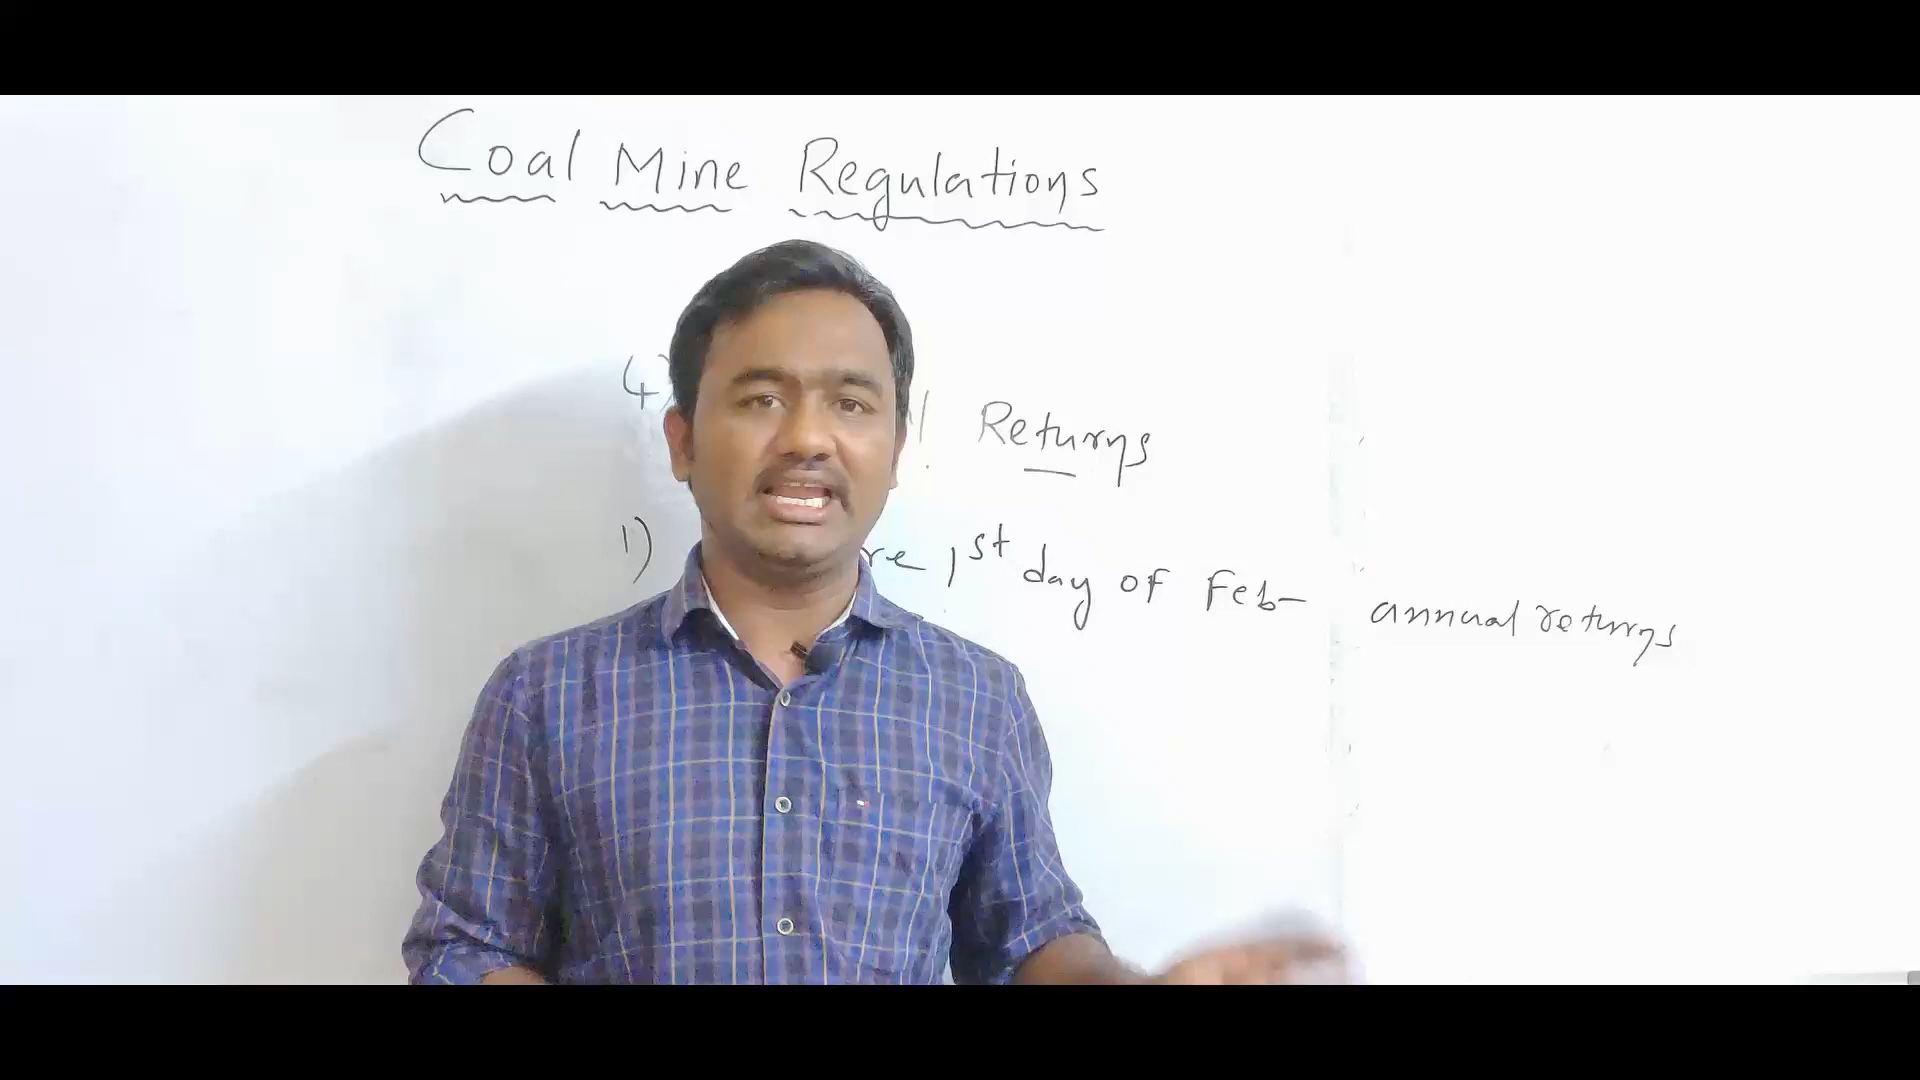 Coal Mine Regulations
4) Returns
1) 1st day of Feb- annual returns